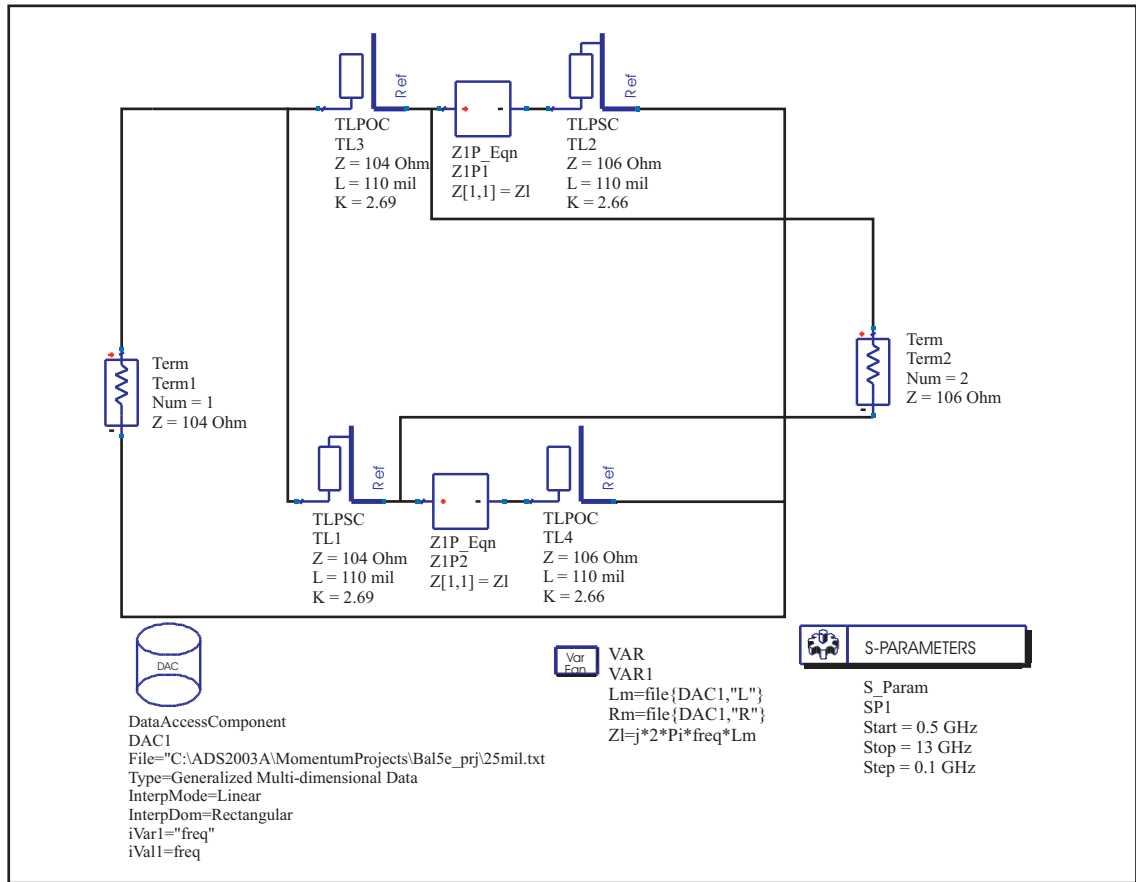 Ref
Ref
TLPOC
TL3
Z = 104 Ohm
L = 110 mil
K = 2.69
Z1P_Eqn
Z1P1
Z[1,1] = Zl
TLPSC
TL2
Z = 106 Ohm
L = 110 mil
K = 2.66
Term
Term1
Num = 1
Z = 104 Ohm
Term
Term2
Num = 2
Z = 106 Ohm
Ref
Ref
TLPSC
TL1
Z = 104 Ohm
L = 110 mil
K = 2.69
Z1P_Eqn
Z1P2
Z[1,1] = Zl
TLPOC
TL4
Z = 106 Ohm
L = 110 mil
K = 2.66
DAC
DataAccessComponent
DAC1
File="C:\ADS2003A\MomentumProjects\Bal5e_prj\25mil.txt
Type=Generalized Multi-dimensional Data
InterpMode=Linear
InterpDom=Rectangular
iVar1="freq"
iVal1=freq
Var
Eqn
VAR
VAR1
Lm=file{DAC1,"L"}
Rm=file{DAC1,"R"}
Zl=j*2*Pi*freq*Lm
S-PARAMETERS
S_Param
SP1
Start = 0.5 GHz
Stop = 13 GHz
Step = 0.1 GHz